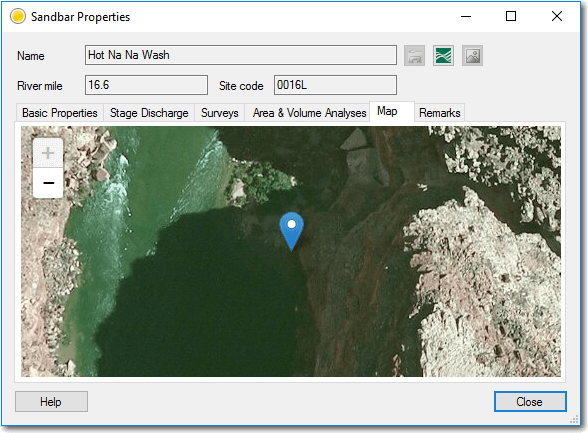 Sandbar Properties
Name Hot Na Na Wash
River mile 16.6 Site code 0016L
Basic Properties Stage Discharge Surveys Area & Volume Analyses Map Remarks
+
−
Help Close